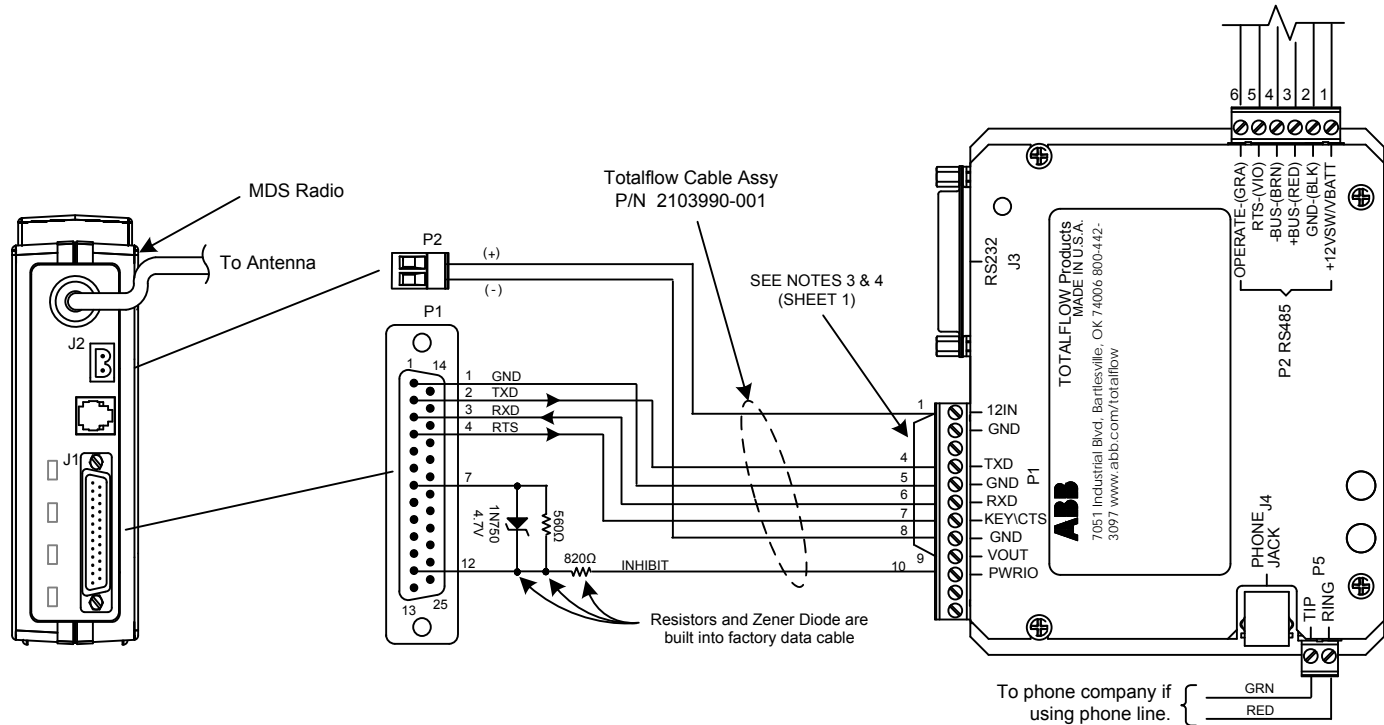 MDS Radio
To Antenna
J2
J1
P2
(+)
(-)
P1
1
14
1 GND
2 TXD
3 RXD
4 RTS
7
1N750
4.7V
560Ω
12
820Ω
INHIBIT
13
25
Resistors and Zener Diode are
built into factory data cable
Totalflow Cable Assy
P/N 2103990-001
SEE NOTES 3 & 4
(SHEET 1)
6 5 4 3 2 1
OPERATE-(GRA)
RTS-(VIO)
-BUS-(BRN)
+BUS-(RED)
GND-(BLK)
+12VSW/VBATT
P2 RS485
RS232
J3
TOTALFLOW Products
MADE IN U.S.A.
ABB
7051 Industrial Blvd, Bartlesville, OK 74006 800-442-
3097 www.abb.com/totalflow
1 12IN
GND
4 TXD
5 GND
6 RXD
7 KEY\CTS
8 GND
9 VOUT
10 PWRIO
P1
PHONE
JACK
J4
P5
TIP
RING
To phone company if
using phone line.
GRN
RED